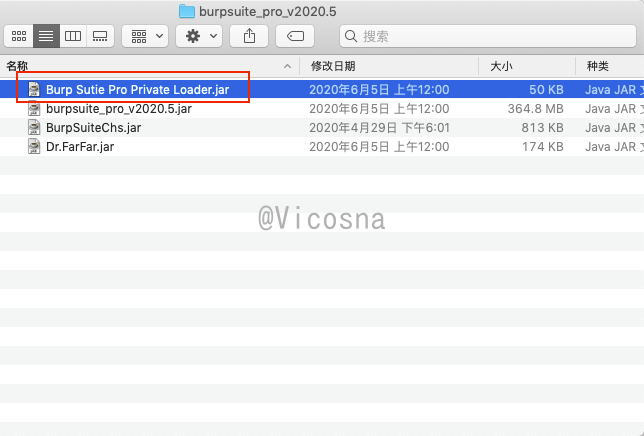 burpsuite_pro_v2020.5
搜索
名称 修改日期 大小 种类
Burp Sutie Pro Private Loader.jar 2020年6月5日 上午12:00 50 KB Java JAR 文
burpsuite_pro_v2020.5.jar 2020年6月5日 上午12:00 364.8 MB Java JAR 文
BurpSuiteChs.jar 2020年4月29日 下午6:01 813 KB Java JAR 文
Dr.FarFar.jar 2020年6月5日 上午12:00 174 KB Java JAR 文
@Vicosna